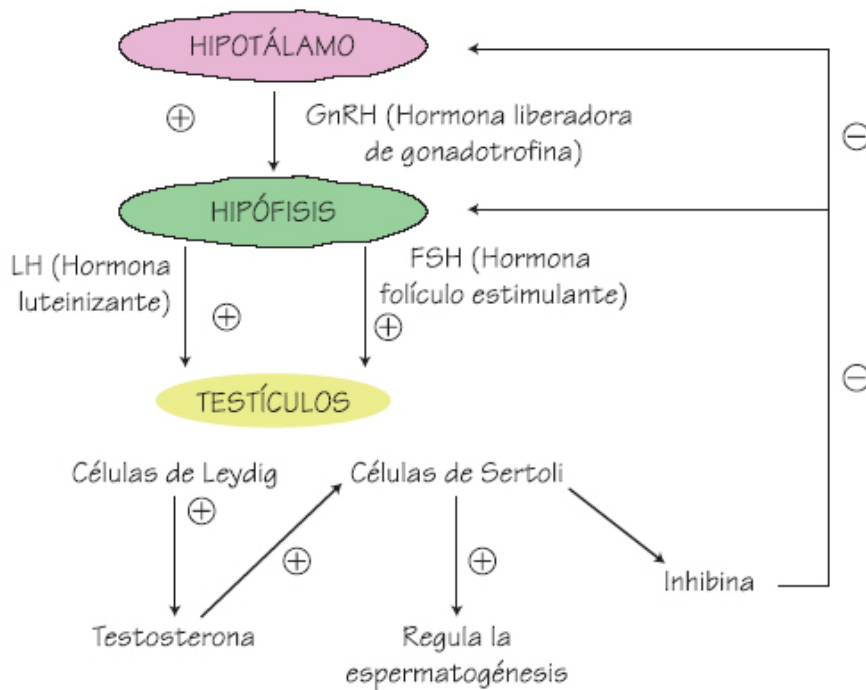 HIPOTÁLAMO
⊕
GnRH (Hormona liberadora
de gonadotrofina)
⊖
HIPÓFISIS
LH (Hormona
luteinizante)
⊕
FSH (Hormona
folículo estimulante)
⊕
⊖
TESTÍCULOS
Células de Leydig
Células de Sertoli
⊕
⊕
⊕
Inhibina
Testosterona
Regula la
espermatogénesis